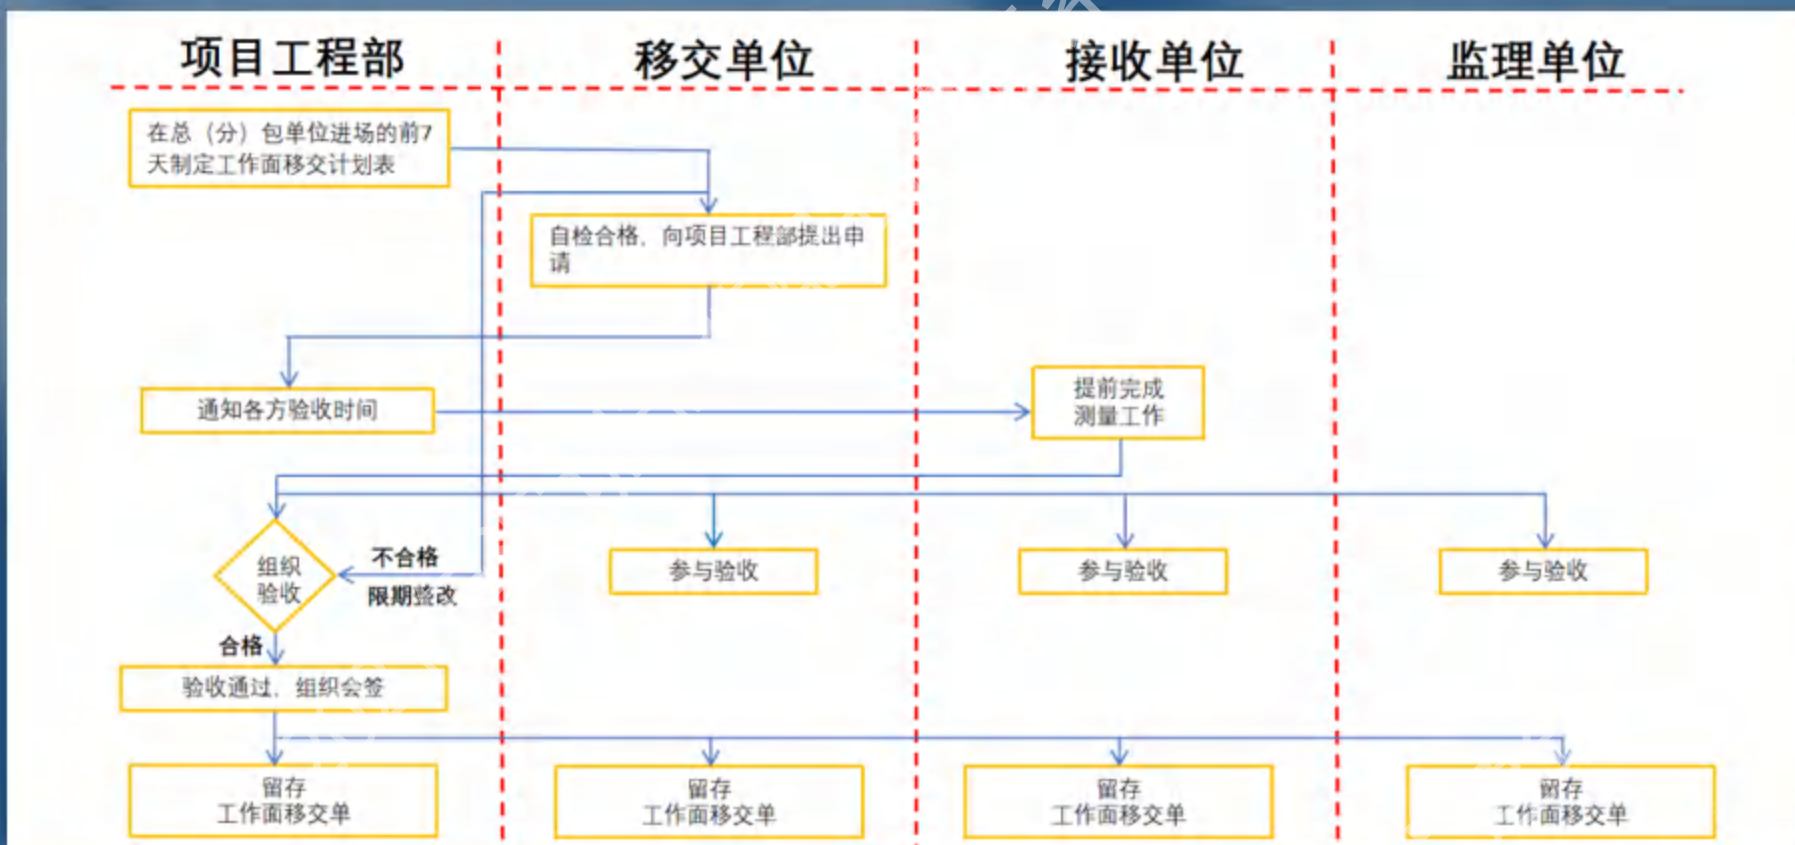 项目工程部
移交单位
接收单位
监理单位
在总（分）包单位进场的前7
天制定工作面移交计划表
自检合格，向项目工程部提出申
请
通知各方验收时间
提前完成
测量工作
组织
验收
不合格
限期整改
参与验收
参与验收
参与验收
合格
验收通过，组织会签
留存
工作面移交单
留存
工作面移交单
留存
工作面移交单
留存
工作面移交单